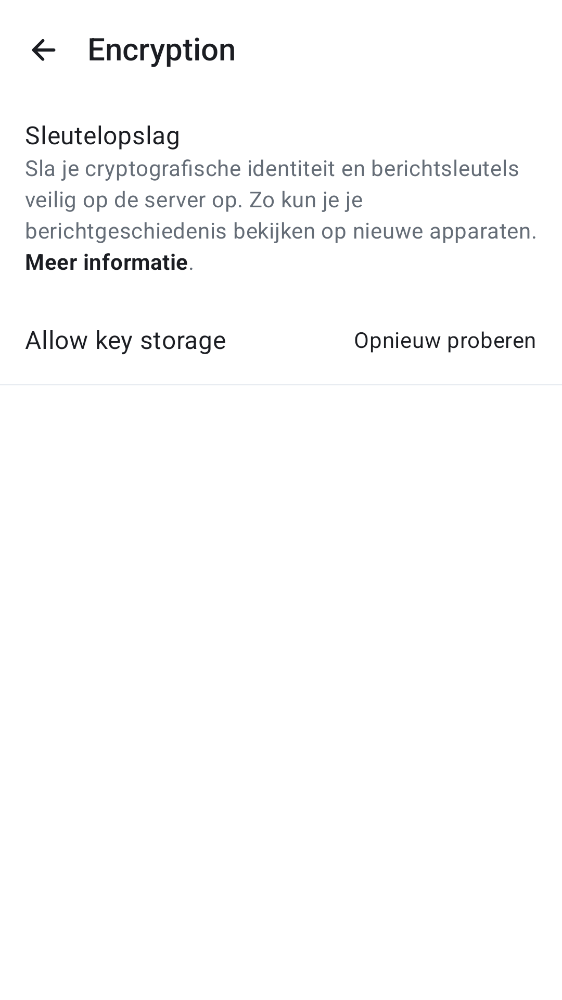 Encryption
Sleutelopslag
Sla je cryptografische identiteit en berichtsleutels
veilig op de server op. Zo kun je je
berichtgeschiedenis bekijken op nieuwe apparaten.
Meer informatie.
Allow key storage Opnieuw proberen